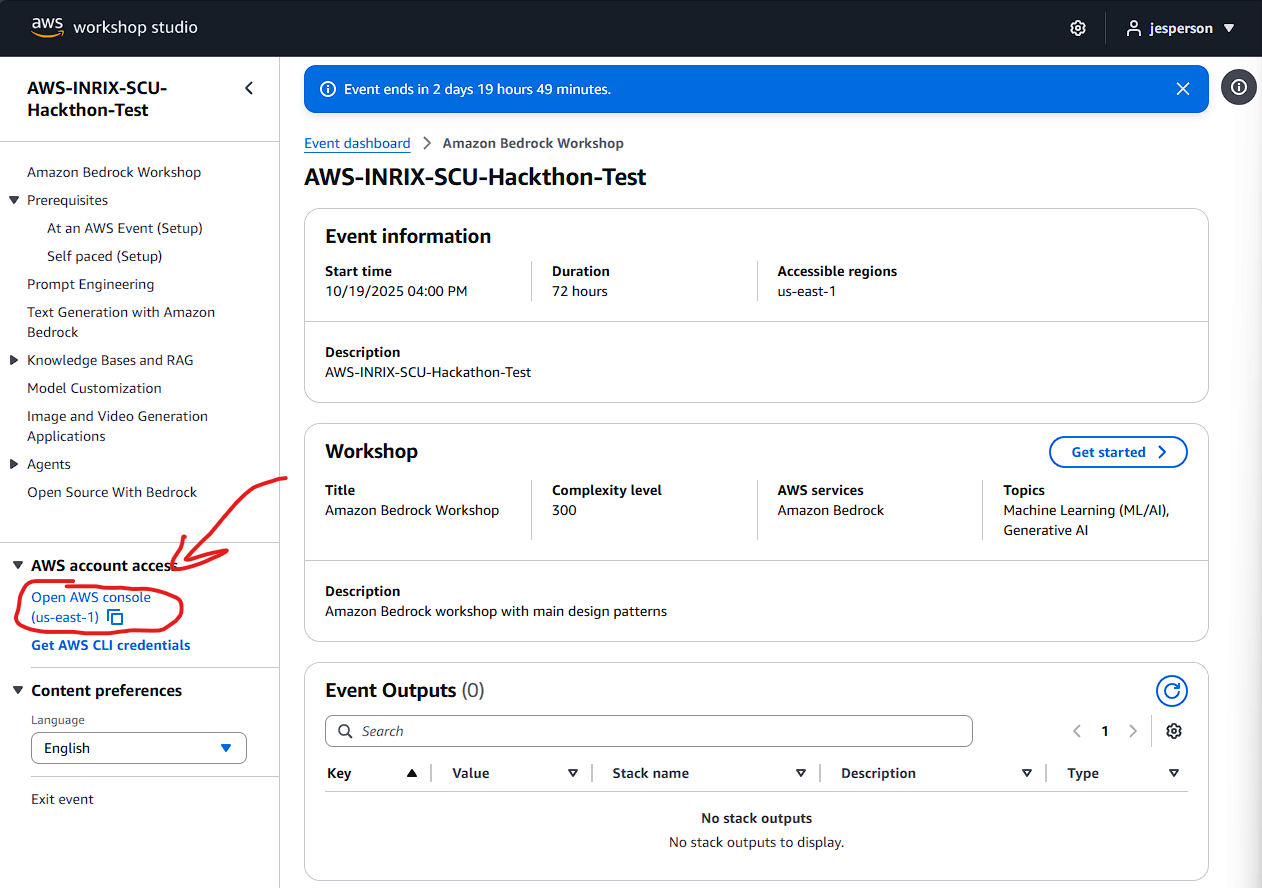 aws workshop studio
jesperson
AWS-INRIX-SCU-
Hackthon-Test
Amazon Bedrock Workshop
Prerequisites
At an AWS Event (Setup)
Self paced (Setup)
Prompt Engineering
Text Generation with Amazon
Bedrock
Knowledge Bases and RAG
Model Customization
Image and Video Generation
Applications
Agents
Open Source With Bedrock
AWS account access
Open AWS console
(us-east-1)
Get AWS CLI credentials
Content preferences
Language
English
Exit event
Event ends in 2 days 19 hours 49 minutes.
Event dashboard
Amazon Bedrock Workshop
AWS-INRIX-SCU-Hackthon-Test
Event information
Start time
10/19/2025 04:00 PM
Duration
72 hours
Accessible regions
us-east-1
Description
AWS-INRIX-SCU-Hackathon-Test
Workshop
Get started
Title
Amazon Bedrock Workshop
Complexity level
300
AWS services
Amazon Bedrock
Topics
Machine Learning (ML/AI),
Generative AI
Description
Amazon Bedrock workshop with main design patterns
Event Outputs (0)
Search
1
Key Value Stack name Description Type
No stack outputs
No stack outputs to display.